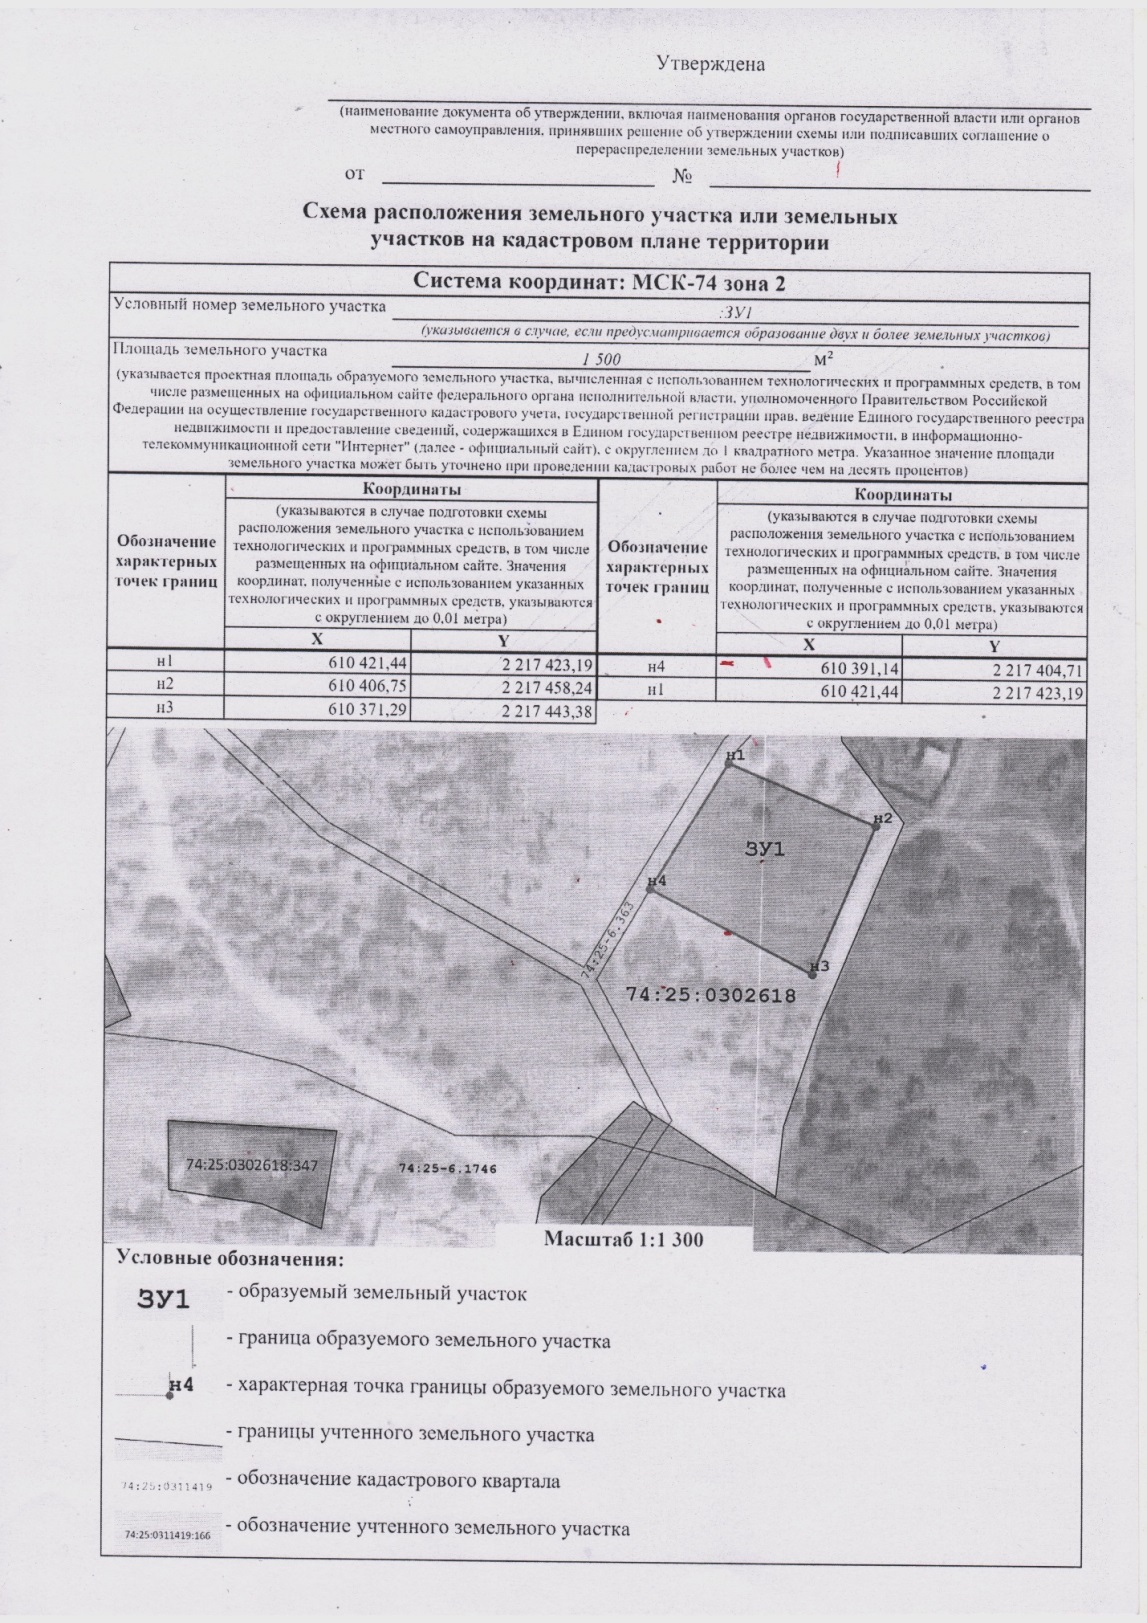 Утверждена
(наименование документа об утверждении, включая наименования органов государственной власти или органов
местного самоуправления, принявших решение об утверждении схемы или подписавших соглашение о
перераспределении земельных участков)
от № 
Схема расположения земельного участка или земельных
участков на кадастровом плане территории
Система координат: МСК-74 зона 2
Условный номер земельного участка :ЗУ1
(указывается в случае, если предусматривается образование двух и более земельных участков)
Площадь земельного участка 1 500 м²
(указывается проектная площадь образуемого земельного участка, вычисленная с использованием технологических и программных средств, в том
числе размещенных на официальном сайте федерального органа исполнительной власти, уполномоченного Правительством Российской
Федерации на осуществление государственного кадастрового учета, государственной регистрации прав, ведение Единого государственного реестра
недвижимости и предоставление сведений, содержащихся в Едином государственном реестре недвижимости, в информационно-
телекоммуникационной сети "Интернет" (далее - официальный сайт), с округлением до 1 квадратного метра. Указанное значение площади
земельного участка может быть уточнено при проведении кадастровых работ не более чем на десять процентов)
Обозначение
характерных
точек границ
Координаты
(указываются в случае подготовки схемы
расположения земельного участка с использованием
технологических и программных средств, в том числе
размещенных на официальном сайте. Значения
координат, полученные с использованием указанных
технологических и программных средств, указываются
с округлением до 0,01 метра)
X Y
н1 610 421,44 2 217 423,19
н2 610 406,75 2 217 458,24
н3 610 371,29 2 217 443,38
Обозначение
характерных
точек границ
Координаты
(указываются в случае подготовки схемы
расположения земельного участка с использованием
технологических и программных средств, в том числе
размещенных на официальном сайте. Значения
координат, полученные с использованием указанных
технологических и программных средств, указываются
с округлением до 0,01 метра)
X Y
н4 610 391,14 2 217 404,71
н1 610 421,44 2 217 423,19
н1
н2
ЗУ1
н4
74:25-6.363
н3
74:25:0302618
74:25:0302618:347
74:25-6.1746
Масштаб 1:1 300
Условные обозначения:
ЗУ1 - образуемый земельный участок
- граница образуемого земельного участка
н4 - характерная точка границы образуемого земельного участка
- границы учтенного земельного участка
74:25:0311419 - обозначение кадастрового квартала
74:25:0311419:166 - обозначение учтенного земельного участка